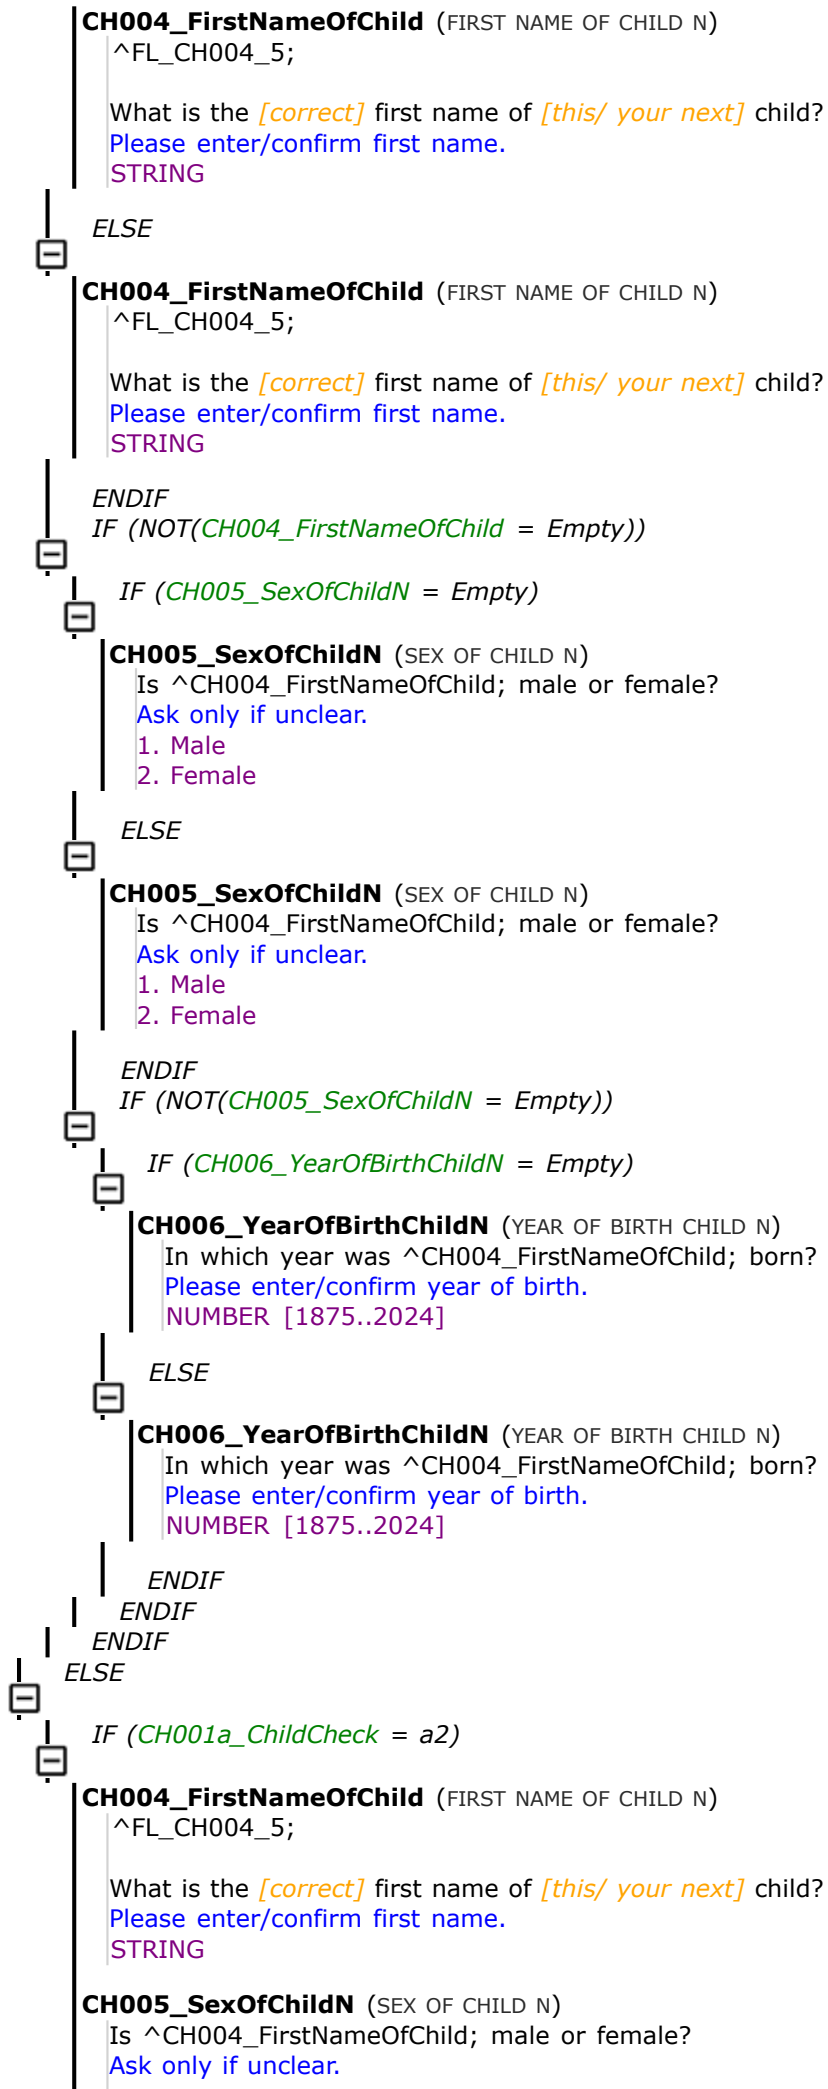 CH004_FirstNameOfChild (FIRST NAME OF CHILD N)
^FL_CH004_5;
What is the [correct] first name of [this/ your next] child?
Please enter/confirm first name.
STRING
ELSE
CH004_FirstNameOfChild (FIRST NAME OF CHILD N)
^FL_CH004_5;
What is the [correct] first name of [this/ your next] child?
Please enter/confirm first name.
STRING
ENDIF
IF (NOT(CH004_FirstNameOfChild = Empty))
IF (CH005_SexOfChildN = Empty)
CH005_SexOfChildN (SEX OF CHILD N)
Is ^CH004_FirstNameOfChild; male or female?
Ask only if unclear.
1. Male
2. Female
ELSE
CH005_SexOfChildN (SEX OF CHILD N)
Is ^CH004_FirstNameOfChild; male or female?
Ask only if unclear.
1. Male
2. Female
ENDIF
IF (NOT(CH005_SexOfChildN = Empty))
IF (CH006_YearOfBirthChildN = Empty)
CH006_YearOfBirthChildN (YEAR OF BIRTH CHILD N)
In which year was ^CH004_FirstNameOfChild; born?
Please enter/confirm year of birth.
NUMBER [1875..2024]
ELSE
CH006_YearOfBirthChildN (YEAR OF BIRTH CHILD N)
In which year was ^CH004_FirstNameOfChild; born?
Please enter/confirm year of birth.
NUMBER [1875..2024]
ENDIF
ENDIF
ENDIF
ELSE
IF (CH001a_ChildCheck = a2)
CH004_FirstNameOfChild (FIRST NAME OF CHILD N)
^FL_CH004_5;
What is the [correct] first name of [this/ your next] child?
Please enter/confirm first name.
STRING
CH005_SexOfChildN (SEX OF CHILD N)
Is ^CH004_FirstNameOfChild; male or female?
Ask only if unclear.